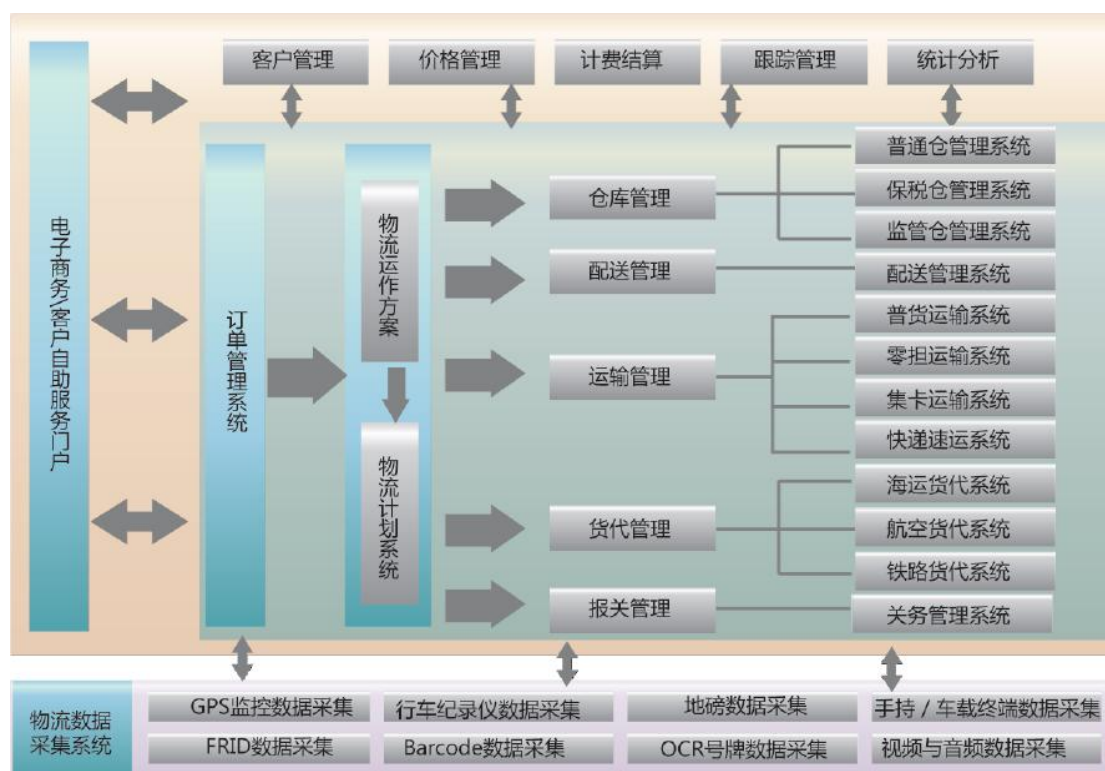 客户管理
价格管理
计费结算
跟踪管理
统计分析
电子商务\客户自助服务门户
订单管理系统
物流运作方案
物流计划系统
仓库管理
配送管理
运输管理
货代管理
报关管理
普通仓管理系统
保税仓管理系统
监管仓管理系统
配送管理系统
普货运输系统
零担运输系统
集卡运输系统
快递速运系统
海运货代系统
航空货代系统
铁路货代系统
关务管理系统
物流数据
采集系统
GPS监控数据采集
行车纪录仪数据采集
地磅数据采集
手持 / 车载终端数据采集
FRID数据采集
Barcode数据采集
OCR号牌数据采集
视频与音频数据采集